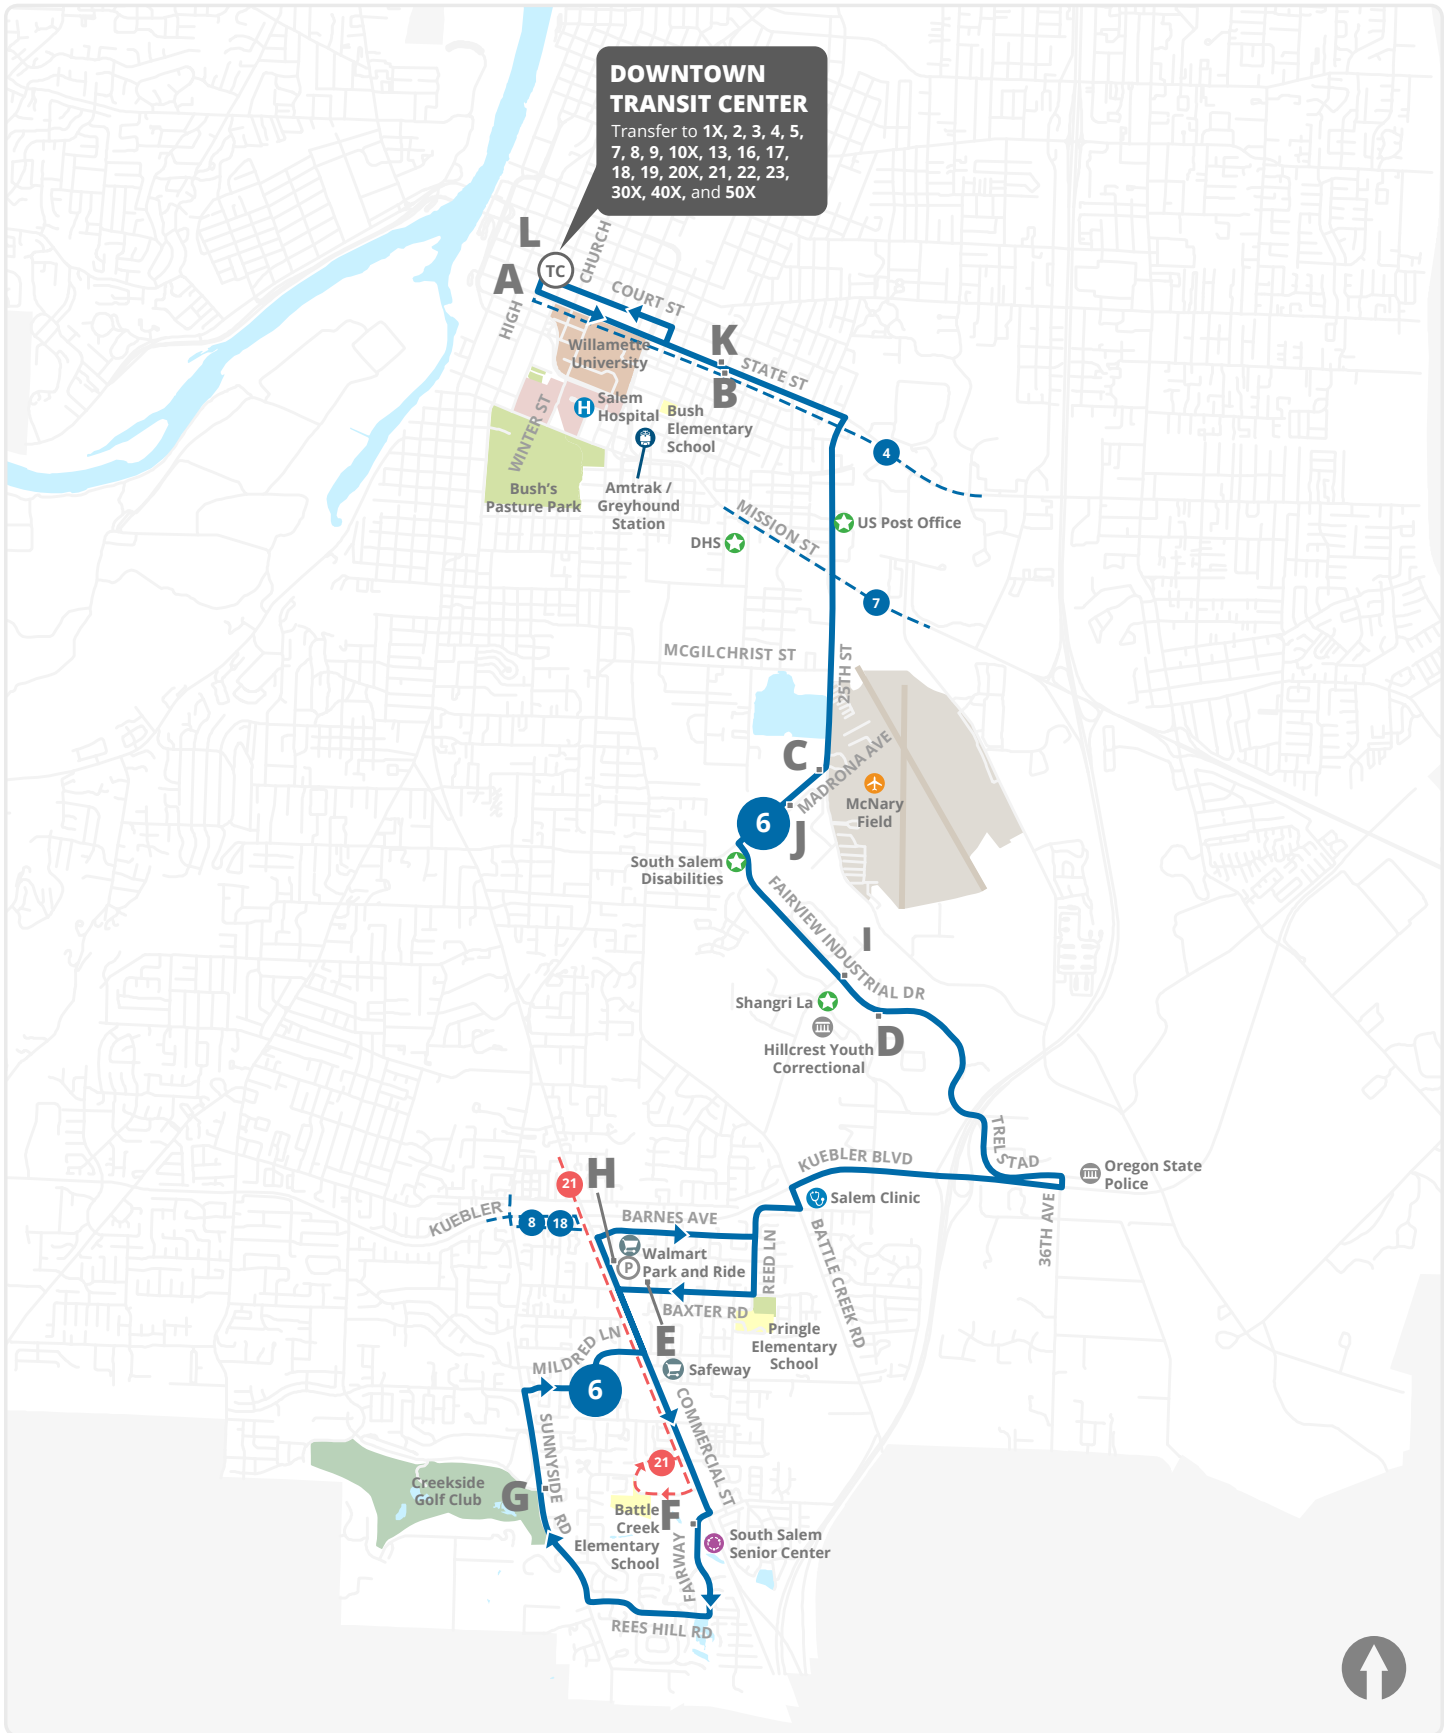 DOWNTOWN
TRANSIT CENTER
Transfer to 1X, 2, 3, 4, 5,
7, 8, 9, 10X, 13, 16, 17,
18, 19, 20X, 21, 22, 23,
30X, 40X, and 50X
L
CHURCH
TC
A
COURT ST
HIGH
K
Willamette
University
STATE ST
B
Salem
Hospital
H
Bush
Elementary
School
WINTER ST
4
Bush's
Pasture Park
Amtrak /
Greyhound
Station
MISSION ST
US Post Office
DHS
7
MCGILCHRIST ST
25TH ST
C
MADRONA AVE
McNary
Field
6
J
South Salem
Disabilities
FAIRVIEW INDUSTRIAL DR
I
Shangri La
D
Hillcrest Youth
Correctional
TRELSTAD
KUEBLER BLVD
Oregon State
Police
H
21
Salem Clinic
36TH AVE
KUEBLER
8
18
BARNES AVE
BATTLE CREEK RD
REED LN
Walmart
Park and Ride
P
BAXTER RD
Pringle
Elementary
School
E
MILDRED LN
Safeway
6
COMMERCIAL ST
SUNNYSIDE RD
21
Creekside
Golf Club
G
Battle
Creek
Elementary
School
F
South Salem
Senior Center
FAIRWAY
REES HILL RD